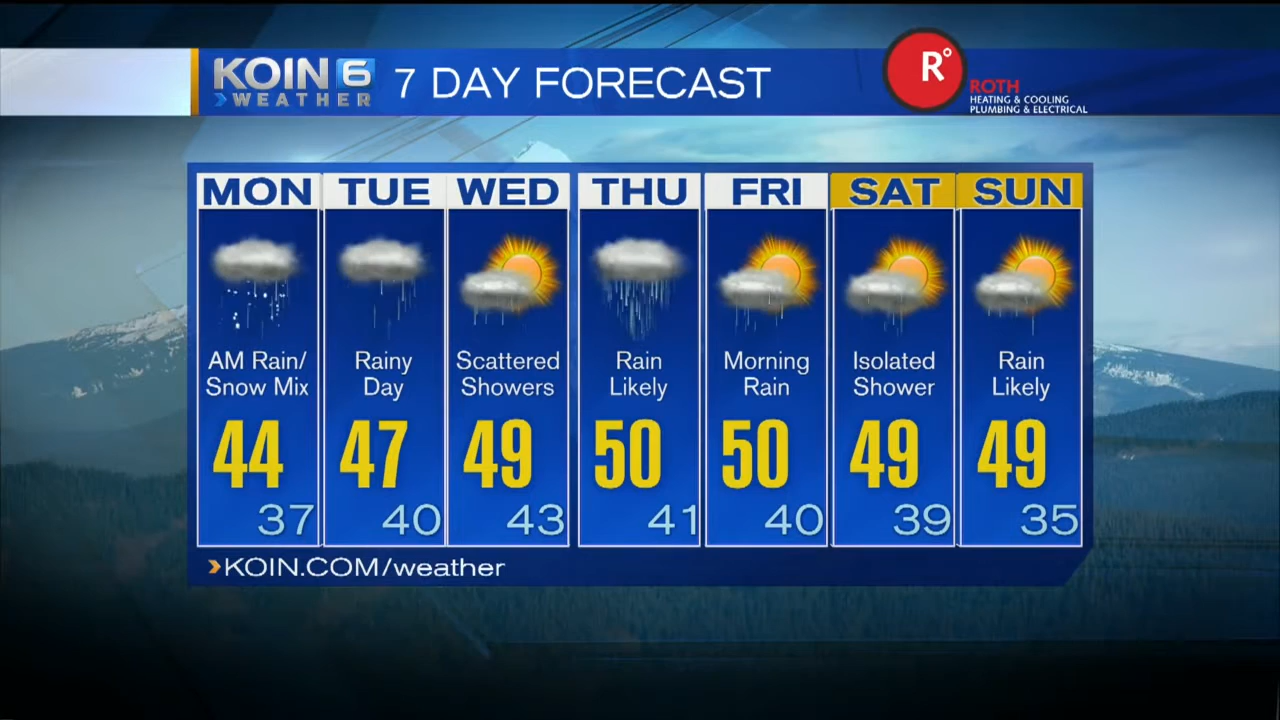 KOIN 6
WEATHER
7 DAY FORECAST
R°
ROTH
HEATING & COOLING
PLUMBING & ELECTRICAL
MON
AM Rain/
Snow Mix
44
37
TUE
Rainy
Day
47
40
WED
Scattered
Showers
49
43
THU
Rain
Likely
50
41
FRI
Morning
Rain
50
40
SAT
Isolated
Shower
49
39
SUN
Rain
Likely
49
35
KOIN.COM/weather